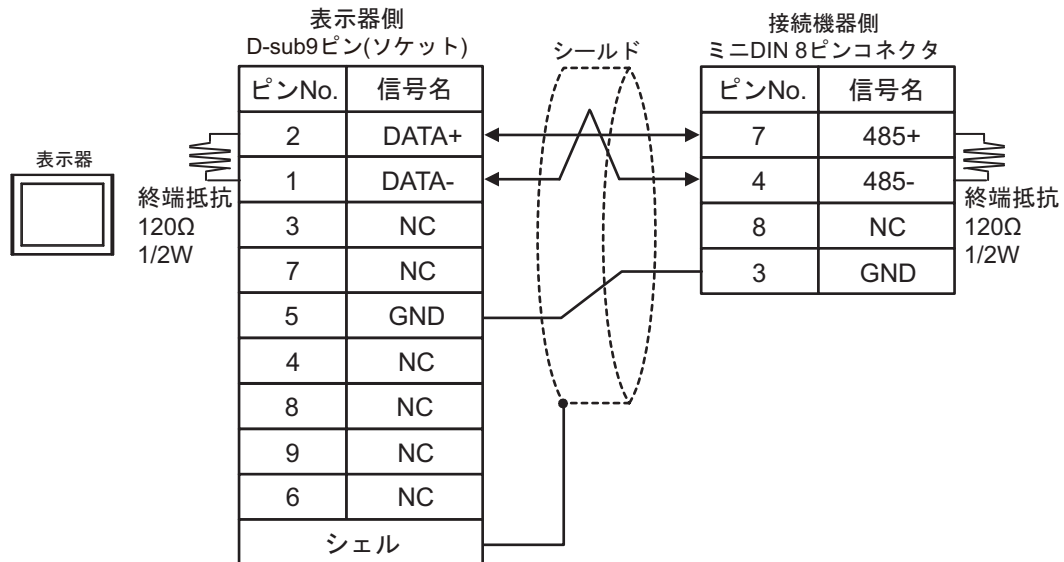 表示器側
D-sub9ピン(ソケット)
シールド
接続機器側
ミニDIN 8ピンコネクタ
ピンNo. 信号名
2 DATA+
1 DATA-
3 NC
7 NC
5 GND
4 NC
8 NC
9 NC
6 NC
シェル
ピンNo. 信号名
7 485+
4 485-
8 NC
3 GND
表示器
終端抵抗
120Ω
1/2W
終端抵抗
120Ω
1/2W